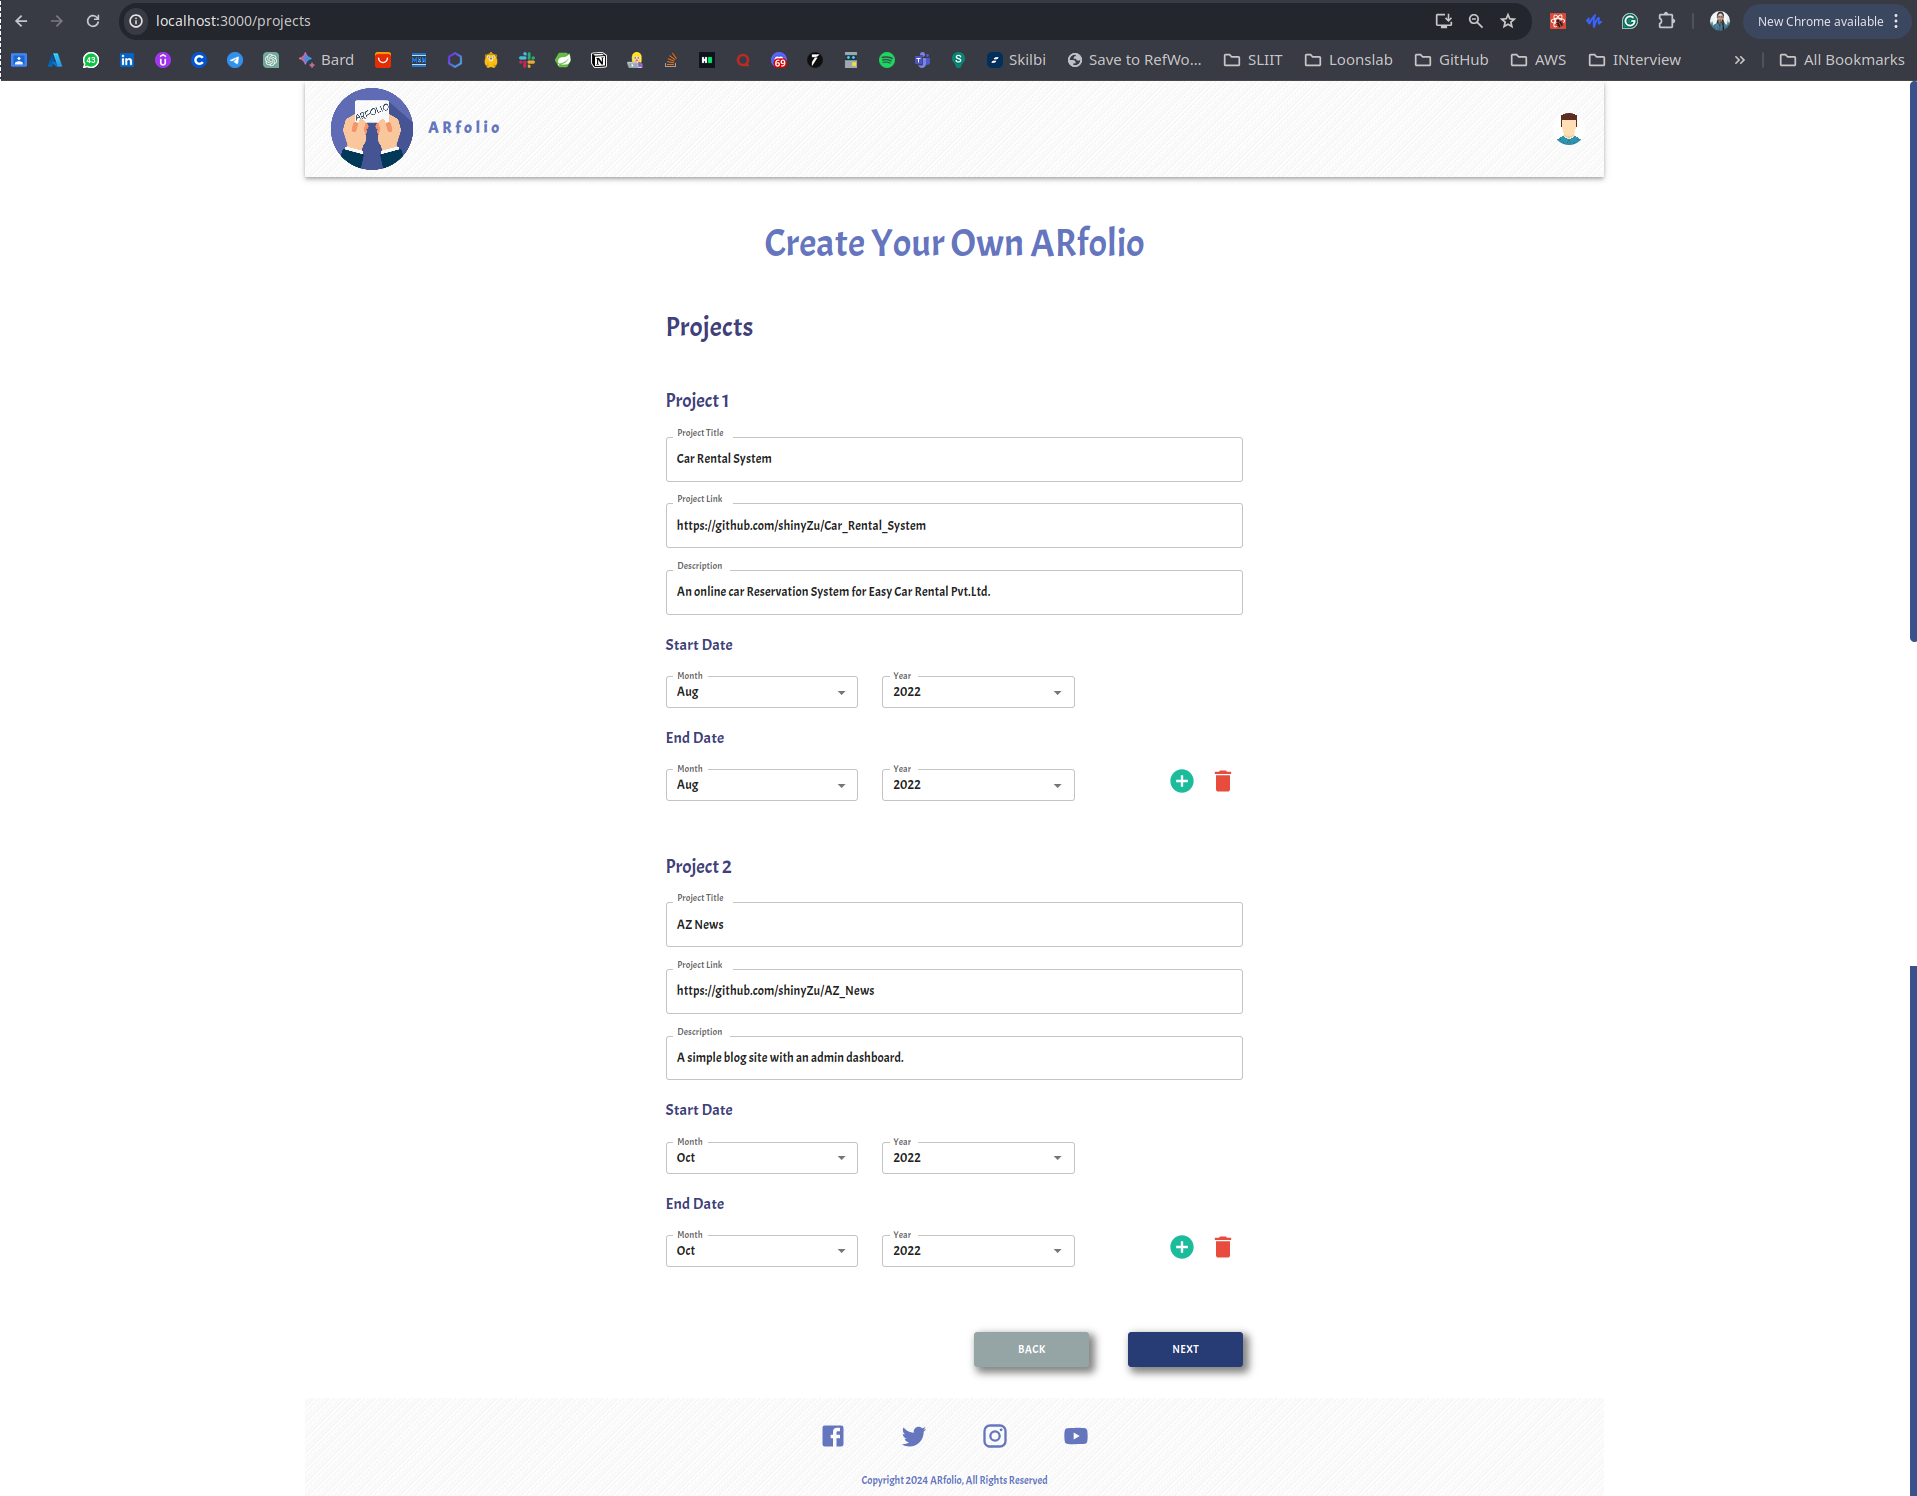 localhost:3000/projects
New Chrome available
43
Bard
69
Skilbi
Save to RefWo...
SLIIT
Loonslab
GitHub
AWS
INterview
All Bookmarks
ARFOLIO
ARfolio
Create Your Own ARfolio
Projects
Project 1
Project Title
Car Rental System
Project Link
https://github.com/shinyZu/Car_Rental_System
Description
An online car Reservation System for Easy Car Rental Pvt.Ltd.
Start Date
Month Year
Aug 2022
End Date
Month Year
Aug 2022
Project 2
Project Title
AZ News
Project Link
https://github.com/shinyZu/AZ_News
Description
A simple blog site with an admin dashboard.
Start Date
Month Year
Oct 2022
End Date
Month Year
Oct 2022
BACK NEXT
Copyright 2024 ARfolio, All Rights Reserved